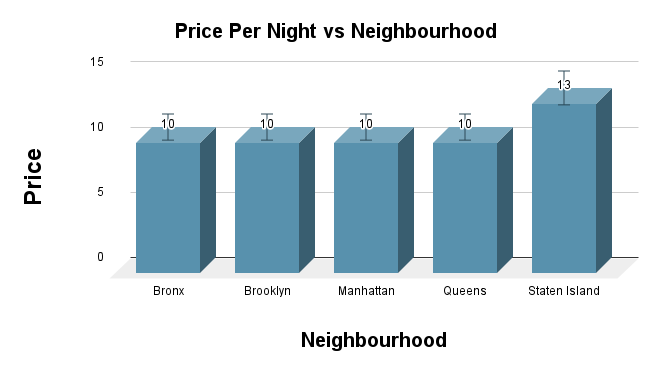 Price Per Night vs Neighbourhood
15
10
5
0
Price
10 10 10 10 13
Bronx Brooklyn Manhattan Queens Staten Island
Neighbourhood